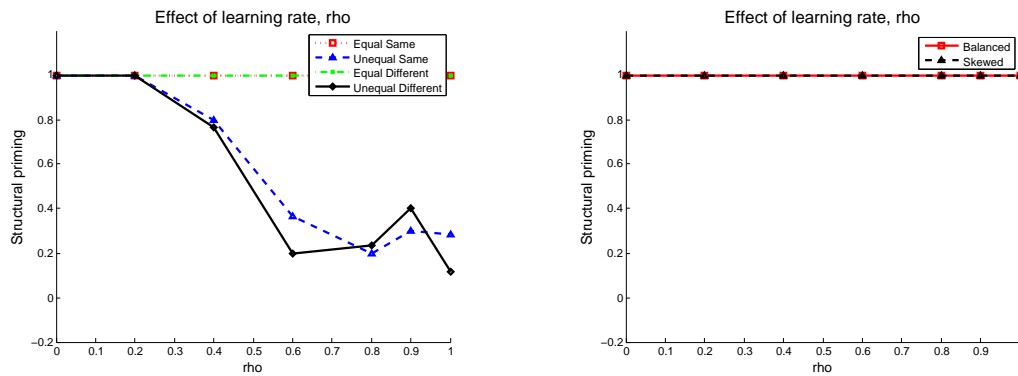 Effect of learning rate, rho
Equal Same
Unequal Same
Equal Different
Unequal Different
1
0.8
0.6
0.4
0.2
0
−0.2
Structural priming
0 0.1 0.2 0.3 0.4 0.5 0.6 0.7 0.8 0.9 1
rho
Effect of learning rate, rho
Balanced
Skewed
1
0.8
0.6
0.4
0.2
0
−0.2
Structural priming
0 0.1 0.2 0.3 0.4 0.5 0.6 0.7 0.8 0.9
rho